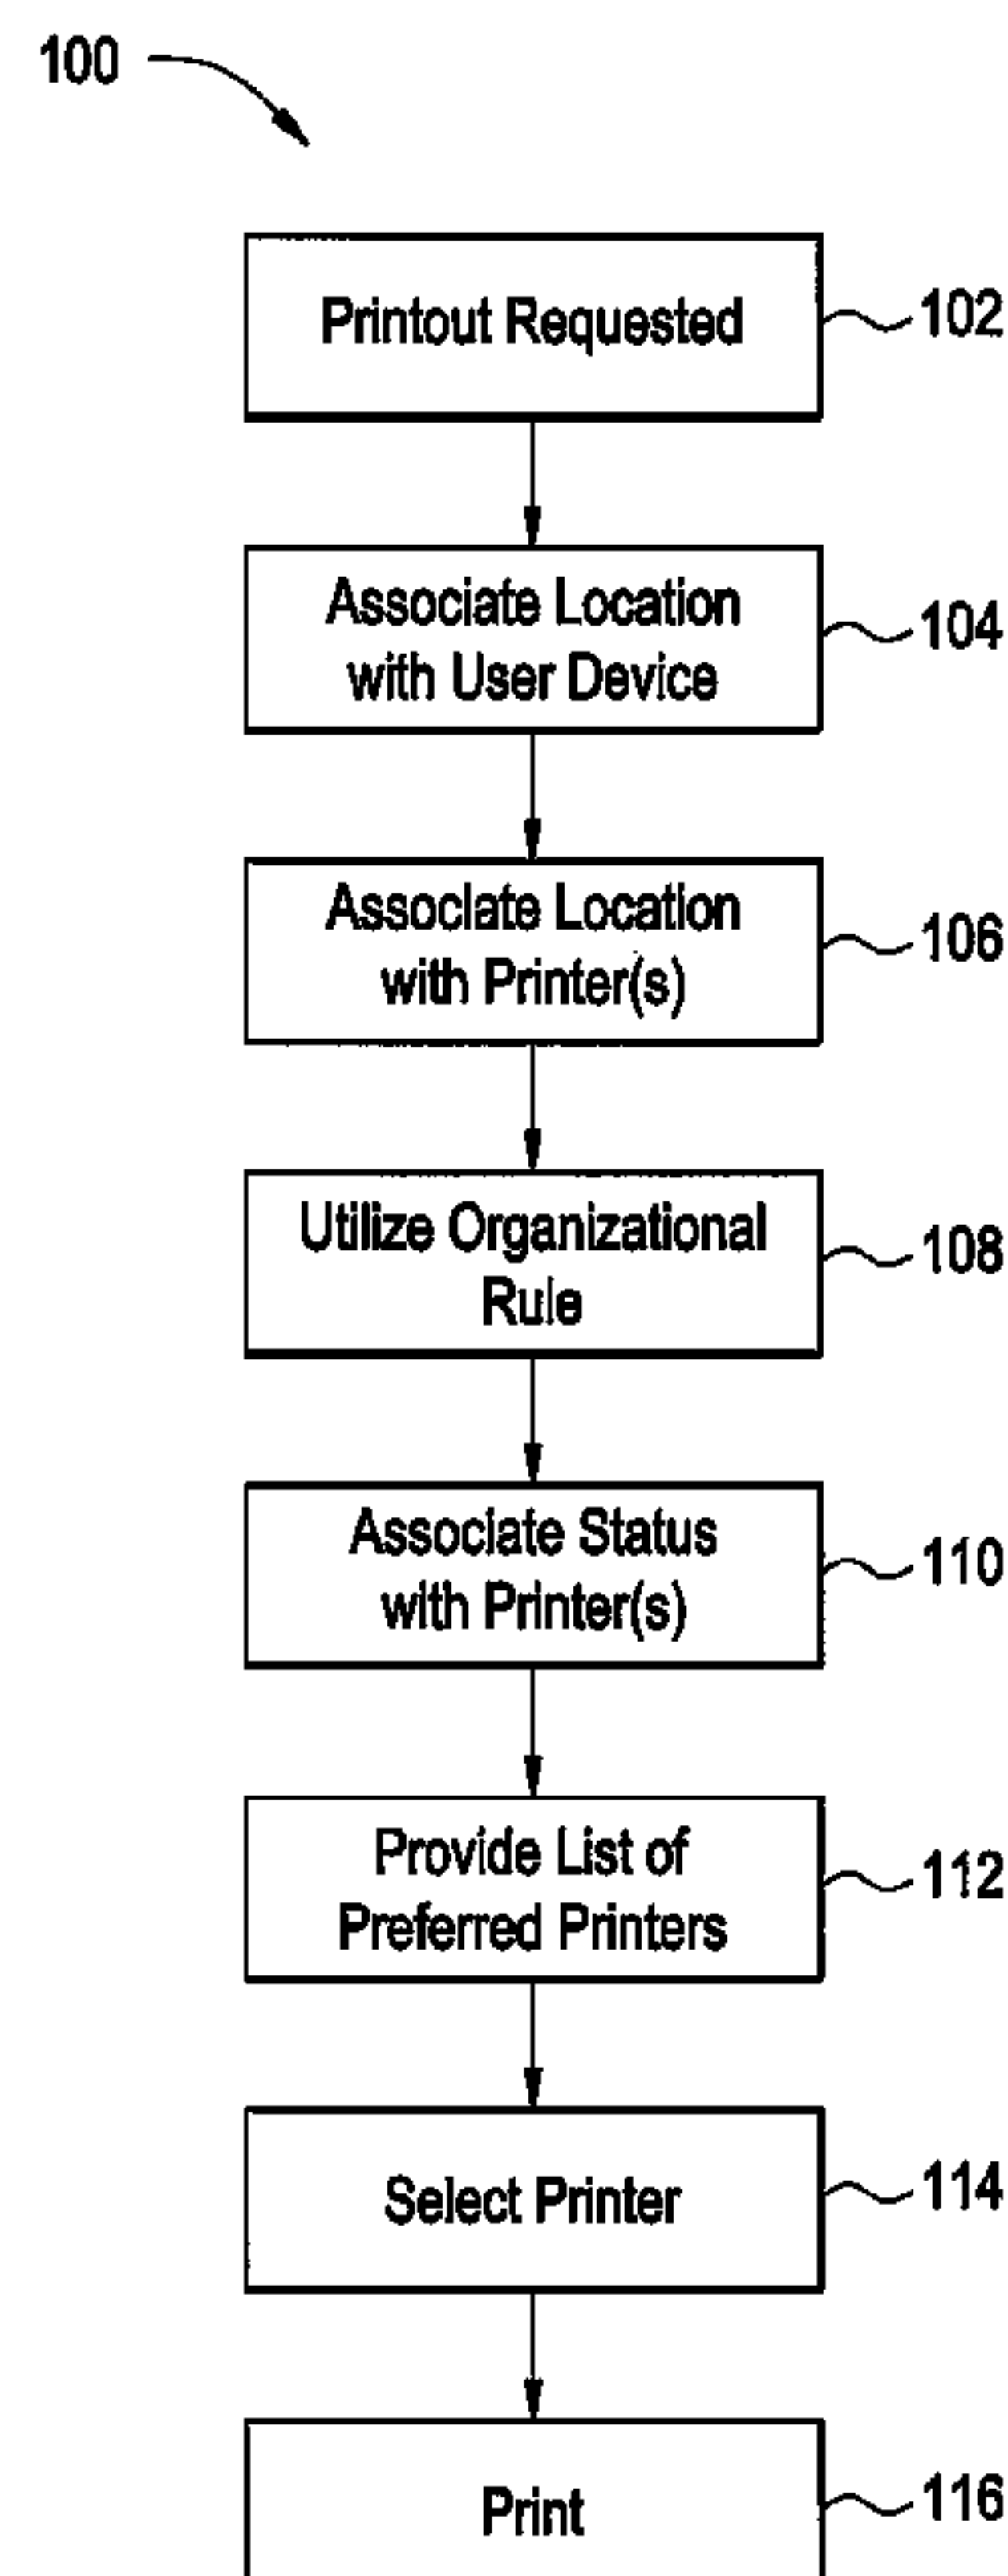 100
Printout Requested
102
Associate Location
with User Device
104
Associate Location
with Printer(s)
106
Utilize Organizational
Rule
108
Associate Status
with Printer(s)
110
Provide List of
Preferred Printers
112
Select Printer
114
Print
116